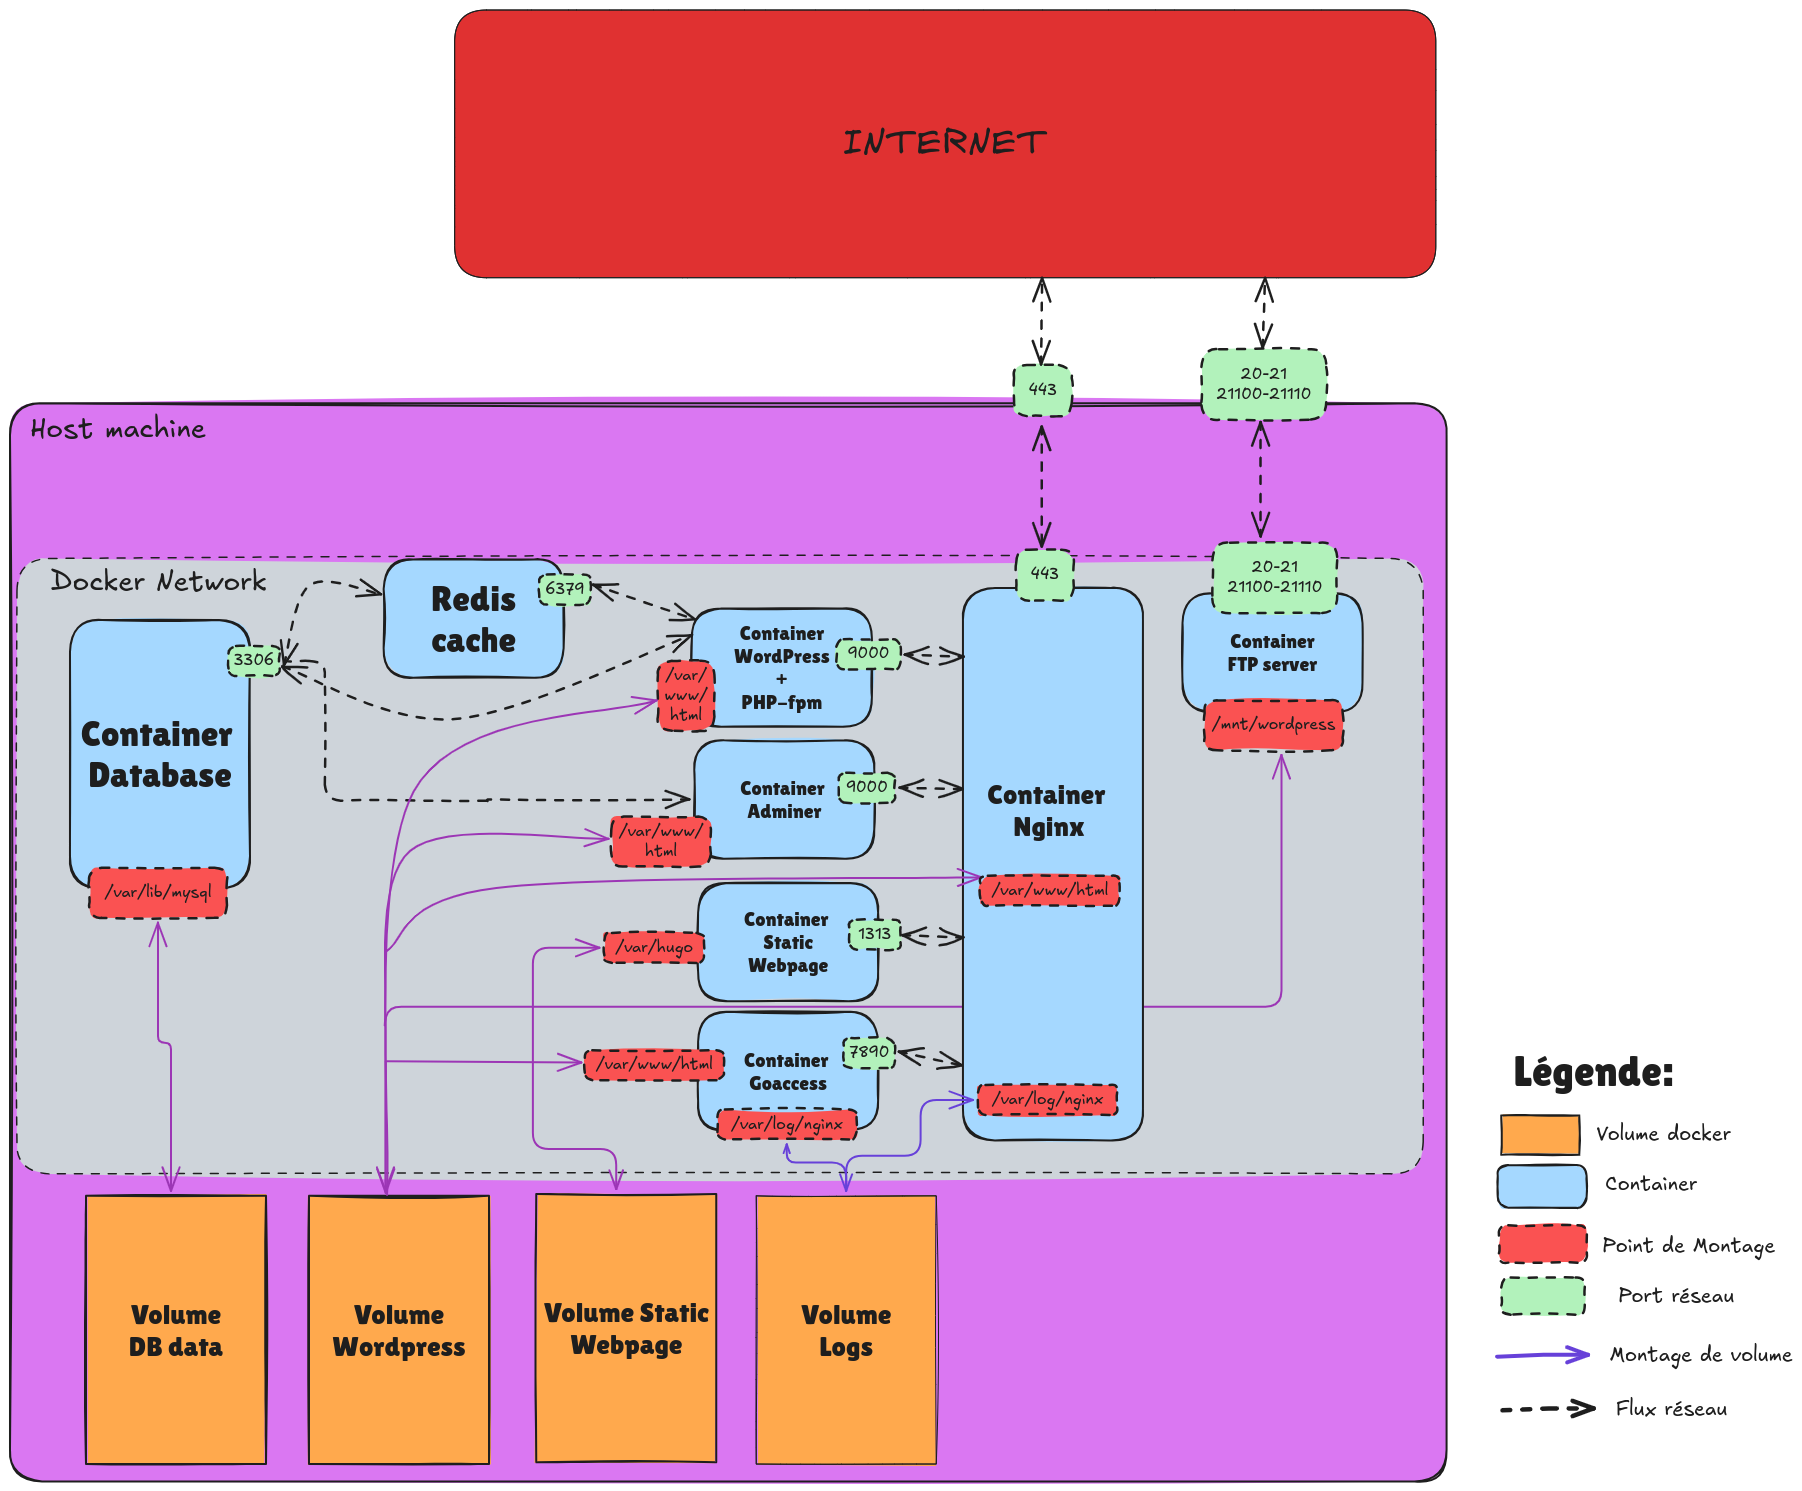 INTERNET
443
20-21
21100-21110
Host machine
Docker Network
443
20-21
21100-21110
Redis
cache
6379
3306
Container
Database
/var/lib/mysql
Container
WordPress
+
PHP-fpm
9000
/var/
www/
html
Container
Adminer
9000
/var/www/
html
Container
Static
Webpage
1313
/var/hugo
Container
Goaccess
7890
/var/www/html
/var/log/nginx
Container
Nginx
/var/www/html
/var/log/nginx
Container
FTP server
/mnt/wordpress
Volume
DB data
Volume
Wordpress
Volume Static
Webpage
Volume
Logs
Légende:
Volume docker
Container
Point de Montage
Port réseau
Montage de volume
Flux réseau